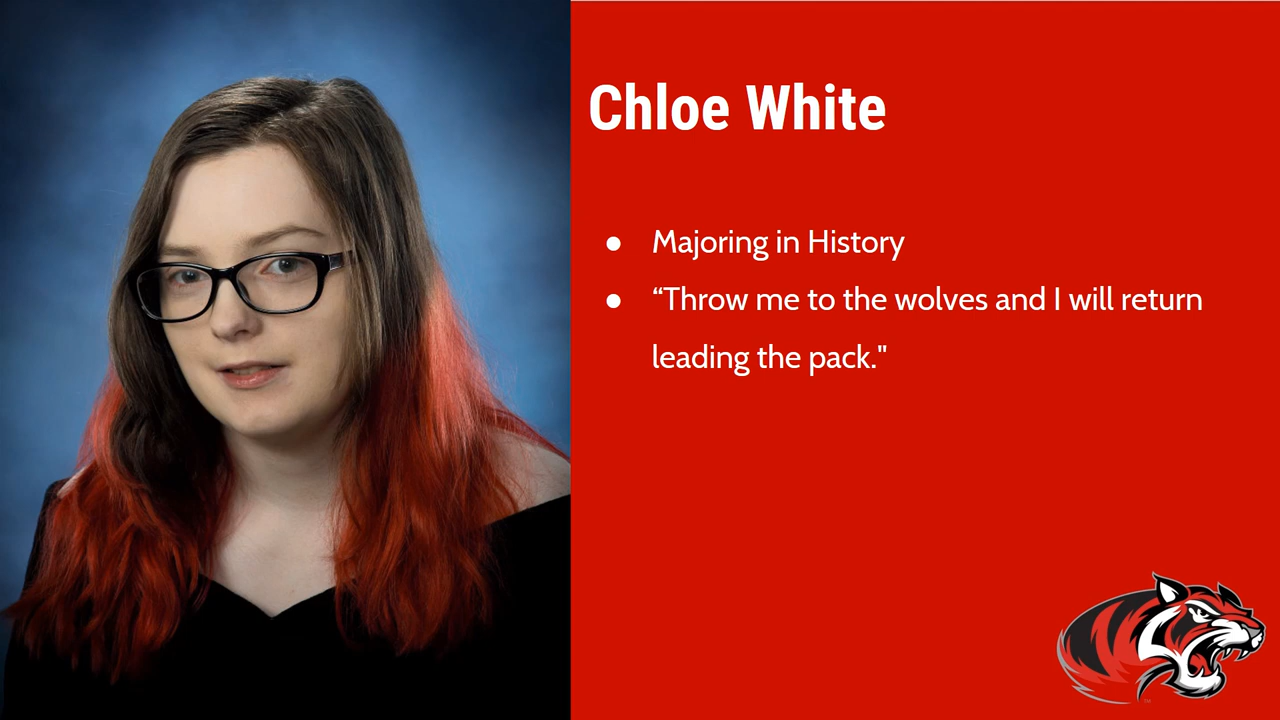 Chloe White
● Majoring in History
● “Throw me to the wolves and I will return
leading the pack."